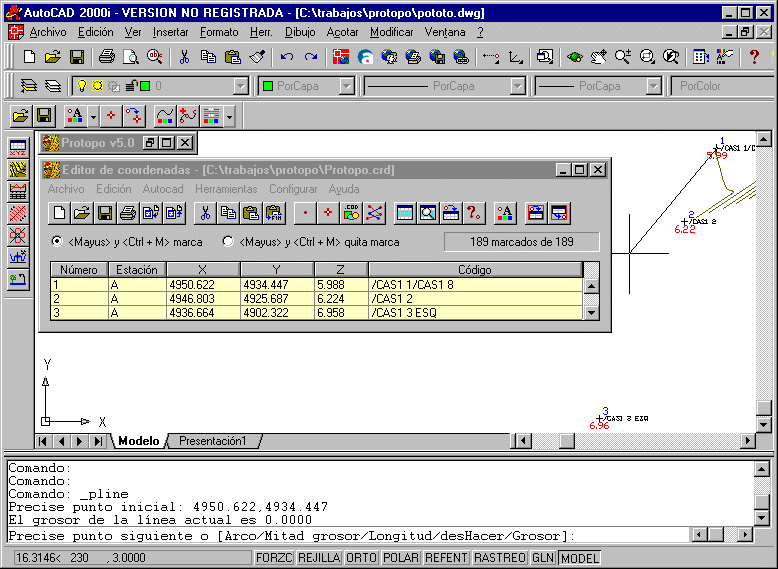 AutoCAD 2000i - VERSION NO REGISTRADA - [C:\trabajos\protopo\pototo.dwg]
Archivo Edición Ver Insertar Formato Herr. Dibujo Acotar Modificar Ventana ?
0 PorCapa PorCapa PorCapa PorColor
Protopo v5.0
Editor de coordenadas - [C:\trabajos\protopo\Protopo.crd]
Archivo Edición Autocad Herramientas Configurar Ayuda
<Mayus> y <Ctrl + M> marca <Mayus> y <Ctrl + M> quita marca 189 marcados de 189
Número Estación X Y Z Código
1 A 4950.622 4934.447 5.988 /CAS1 1/CAS1 8
2 A 4946.803 4925.687 6.224 /CAS1 2
3 A 4936.664 4902.322 6.958 /CAS1 3 ESQ
1
/CAS1 1/C
5.99
2
/CAS1 2
6.22
3
/CAS1 3 ESQ
6.96
Y
X
Modelo Presentación1
Comando:
Comando:
Comando: _pline
Precise punto inicial: 4950.622,4934.447
El grosor de la línea actual es 0.0000
Precise punto siguiente o [Arco/Mitad grosor/Longitud/desHacer/Grosor]:
16.3146< 230 ,3.0000 FORZC REJILLA ORTO POLAR REFENT RASTREO GLN MODEL